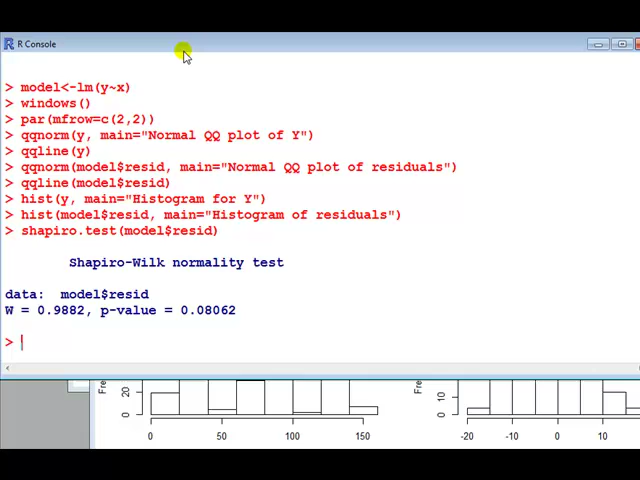 R Console
> model<-lm(y~x)
> windows()
> par(mfrow=c(2,2))
> qqnorm(y, main="Normal QQ plot of Y")
> qqline(y)
> qqnorm(model$resid, main="Normal QQ plot of residuals")
> qqline(model$resid)
> hist(y, main="Histogram for Y")
> hist(model$resid, main="Histogram of residuals")
> shapiro.test(model$resid)
Shapiro-Wilk normality test
data:  model$resid
W = 0.9882, p-value = 0.08062
>
Fre
20
0
0 50 100 150
Fre
10
0
-20 -10 0 10